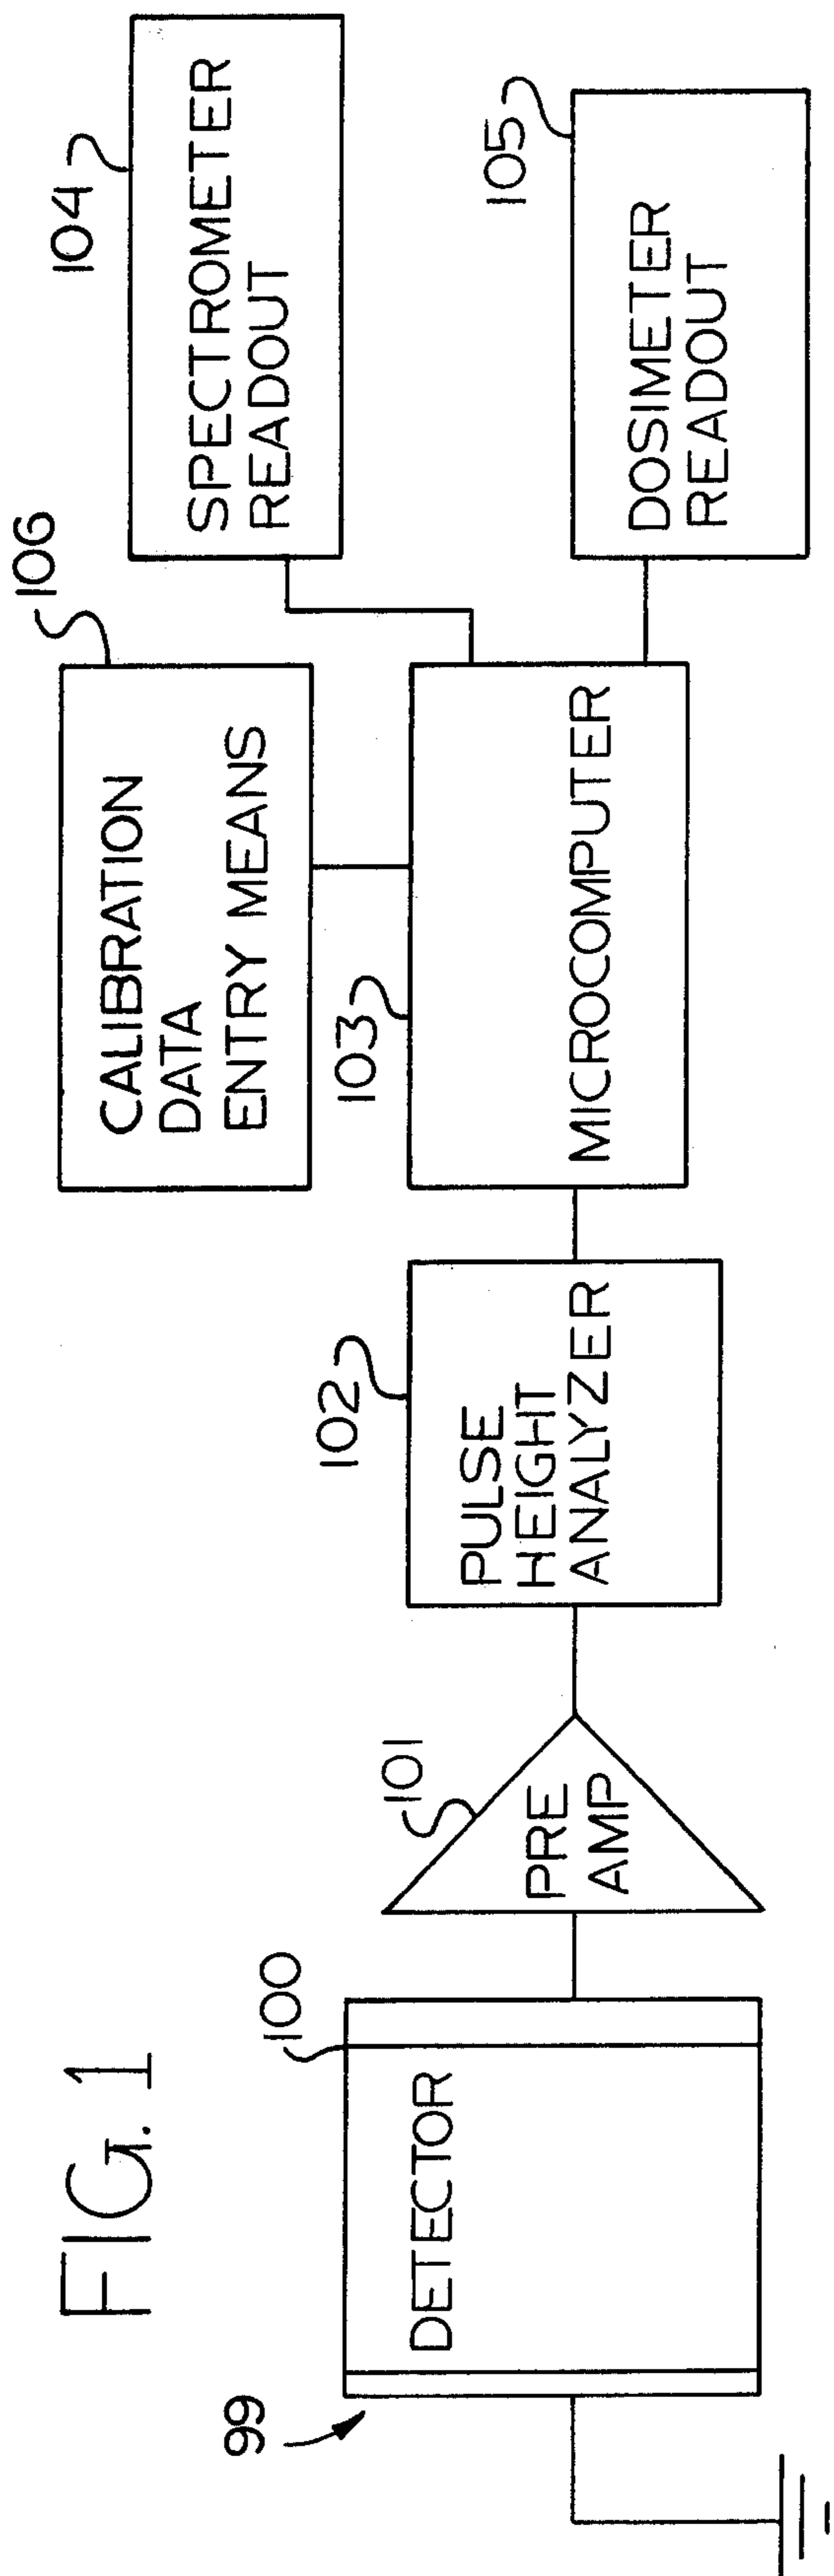 FIG. 1
99
100
DETECTOR
101
PRE
AMP
102
PULSE
HEIGHT
ANALYZER
103
MICROCOMPUTER
106
CALIBRATION
DATA
ENTRY MEANS
104
SPECTROMETER
READOUT
105
DOSIMETER
READOUT